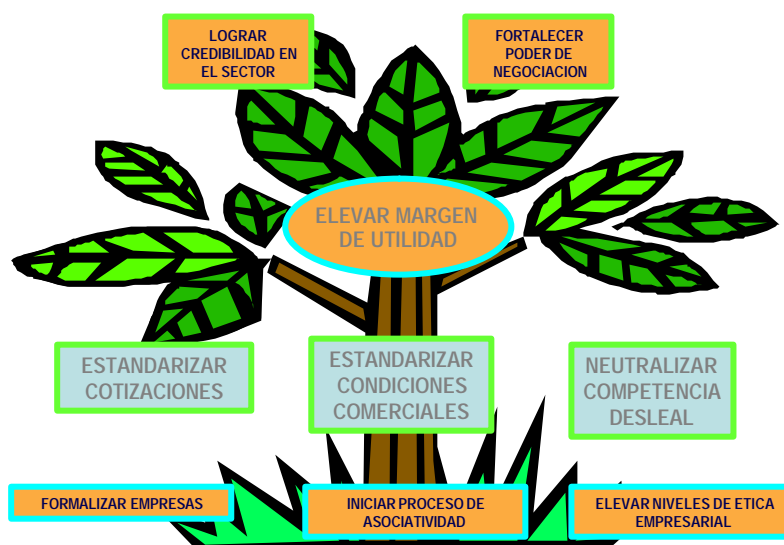 LOGRAR
CREDIBILIDAD EN
EL SECTOR
FORTALECER
PODER DE
NEGOCIACION
ELEVAR MARGEN
DE UTILIDAD
ESTANDARIZAR
COTIZACIONES
ESTANDARIZAR
CONDICIONES
COMERCIALES
NEUTRALIZAR
COMPETENCIA
DESLEAL
FORMALIZAR EMPRESAS
INICIAR PROCESO DE
ASOCIATIVIDAD
ELEVAR NIVELES DE ETICA
EMPRESARIAL